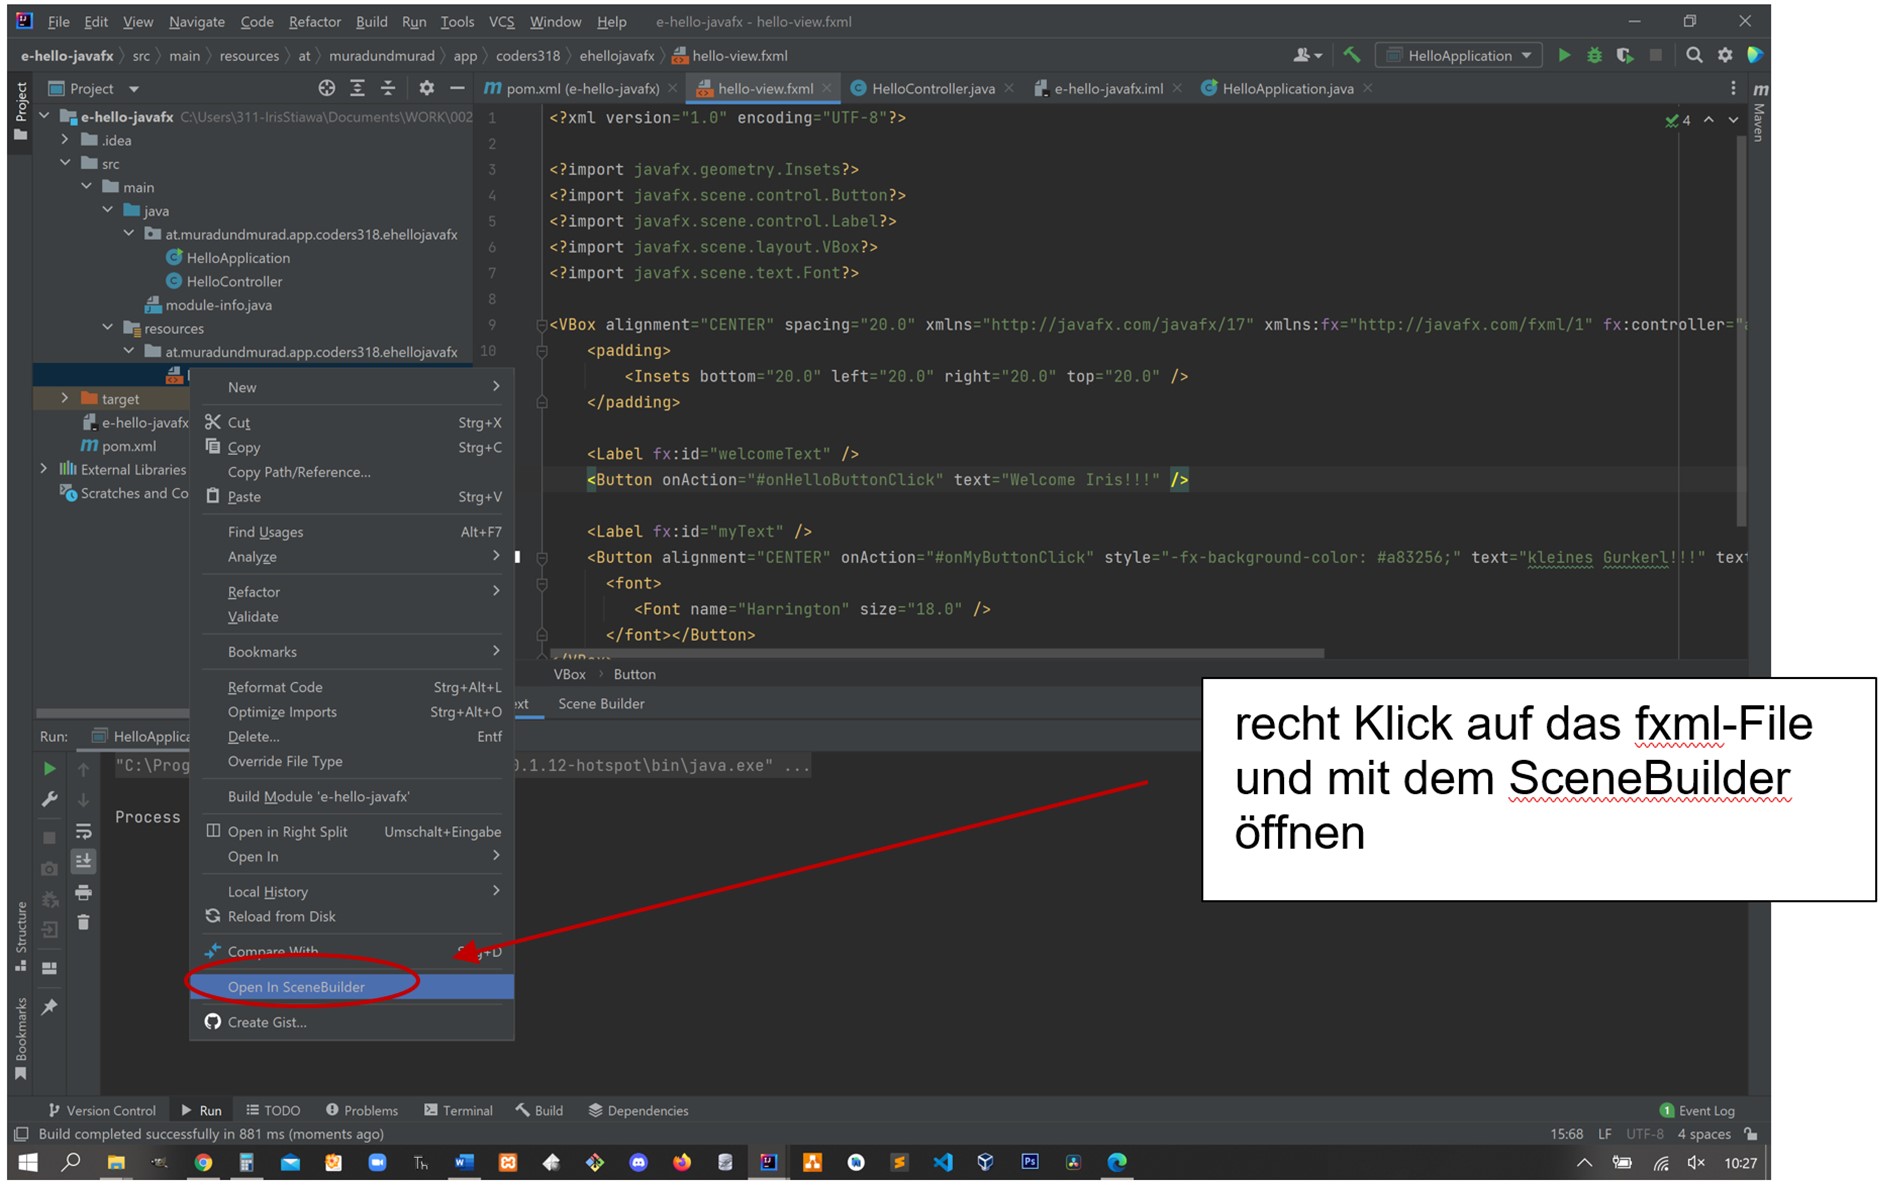 File Edit View Navigate Code Refactor Build Run Tools VCS Window Help e-hello-javafx - hello-view.fxml
e-hello-javafx src main resources at muradundmurad app coders318 ehellojavafx hello-view.fxml
HelloApplication
Project
pom.xml (e-hello-javafx)
hello-view.fxml
HelloController.java
e-hello-javafx.iml
HelloApplication.java
Project
Maven
e-hello-javafx C:\Users\311-IrisStiawa\Documents\WORK\002
.idea
src
main
java
at.muradundmurad.app.coders318.ehellojavafx
HelloApplication
HelloController
module-info.java
resources
at.muradundmurad.app.coders318.ehellojavafx
target
e-hello-javafx
pom.xml
External Libraries
Scratches and Co
4
1 <?xml version="1.0" encoding="UTF-8"?>
2
3 <?import javafx.geometry.Insets?>
4 <?import javafx.scene.control.Button?>
5 <?import javafx.scene.control.Label?>
6 <?import javafx.scene.layout.VBox?>
7 <?import javafx.scene.text.Font?>
8
9 <VBox alignment="CENTER" spacing="20.0" xmlns="http://javafx.com/javafx/17" xmlns:fx="http://javafx.com/fxml/1" fx:controller="a
10 <padding>
<Insets bottom="20.0" left="20.0" right="20.0" top="20.0" />
</padding>
<Label fx:id="welcomeText" />
<Button onAction="#onHelloButtonClick" text="Welcome Iris!!!" />
<Label fx:id="myText" />
<Button alignment="CENTER" onAction="#onMyButtonClick" style="-fx-background-color: #a83256;" text="kleines Gurkerl!!!" tex
<font>
<Font name="Harrington" size="18.0" />
</font></Button>
</VBox>
VBox Button
ext Scene Builder
New
Cut Strg+X
Copy Strg+C
Copy Path/Reference...
Paste Strg+V
Find Usages Alt+F7
Analyze
Refactor
Validate
Bookmarks
Reformat Code Strg+Alt+L
Optimize Imports Strg+Alt+O
Delete... Entf
Override File Type
Build Module 'e-hello-javafx'
Open in Right Split Umschalt+Eingabe
Open In
Local History
Reload from Disk
Compare With... Strg+D
Open In SceneBuilder
Create Gist...
Run: HelloApplica
"C:\Prog
0.1.12-hotspot\bin\java.exe" ...
Process
Structure
Bookmarks
recht Klick auf das fxml-File
und mit dem SceneBuilder
öffnen
Version Control Run TODO Problems Terminal Build Dependencies
1 Event Log
Build completed successfully in 881 ms (moments ago)
15:68 LF UTF-8 4 spaces
Th
W
Ps
10:27